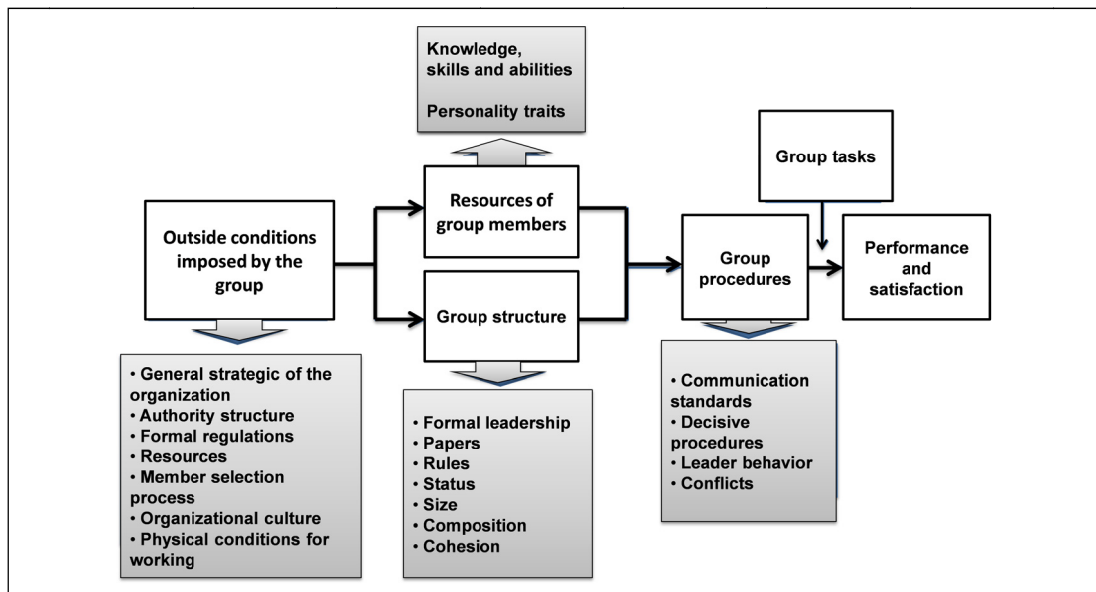 Knowledge,
skills and abilities
Personality traits
Group tasks
Resources of
group members
Outside conditions
imposed by the
group
Group
procedures
Performance
and
satisfaction
Group structure
• General strategic of the
organization
• Authority structure
• Formal regulations
• Resources
• Member selection
process
• Organizational culture
• Physical conditions for
working
• Formal leadership
• Papers
• Rules
• Status
• Size
• Composition
• Cohesion
• Communication
standards
• Decisive
procedures
• Leader behavior
• Conflicts